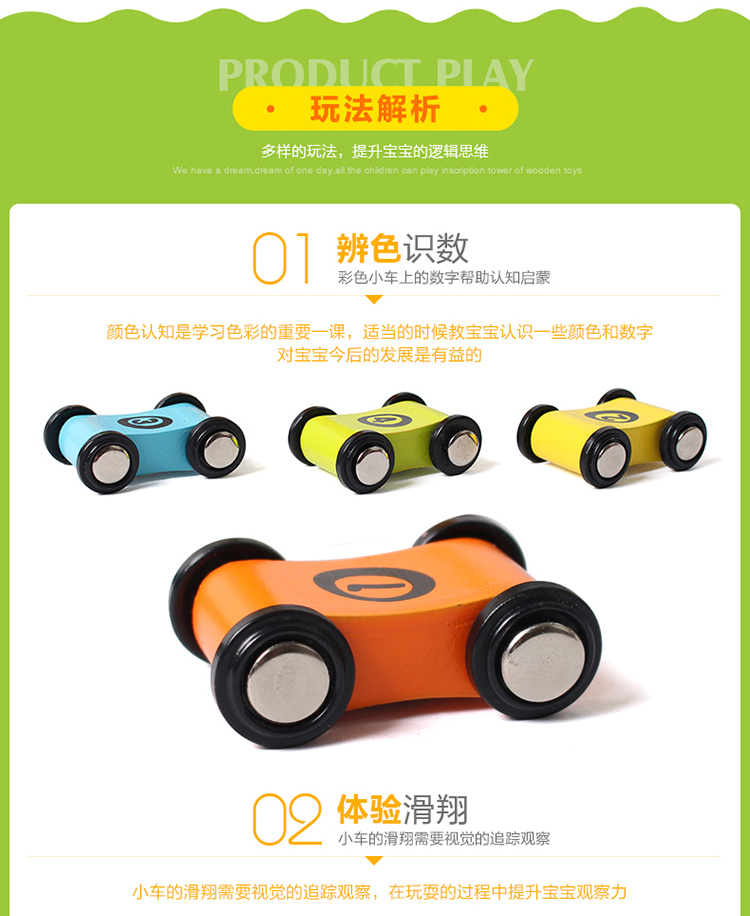 PRODUCT PLAY
玩法解析
多样的玩法，提升宝宝的逻辑思维
We have a dream,dream of one day,all the children can play inscription tower of wooden toys
01 辨色识数
彩色小车上的数字帮助认知启蒙
颜色认知是学习色彩的重要一课，适当的时候教宝宝认识一些颜色和数字
对宝宝今后的发展是有益的
3 4 2
1
02 体验滑翔
小车的滑翔需要视觉的追踪观察
小车的滑翔需要视觉的追踪观察，在玩耍的过程中提升宝宝观察力